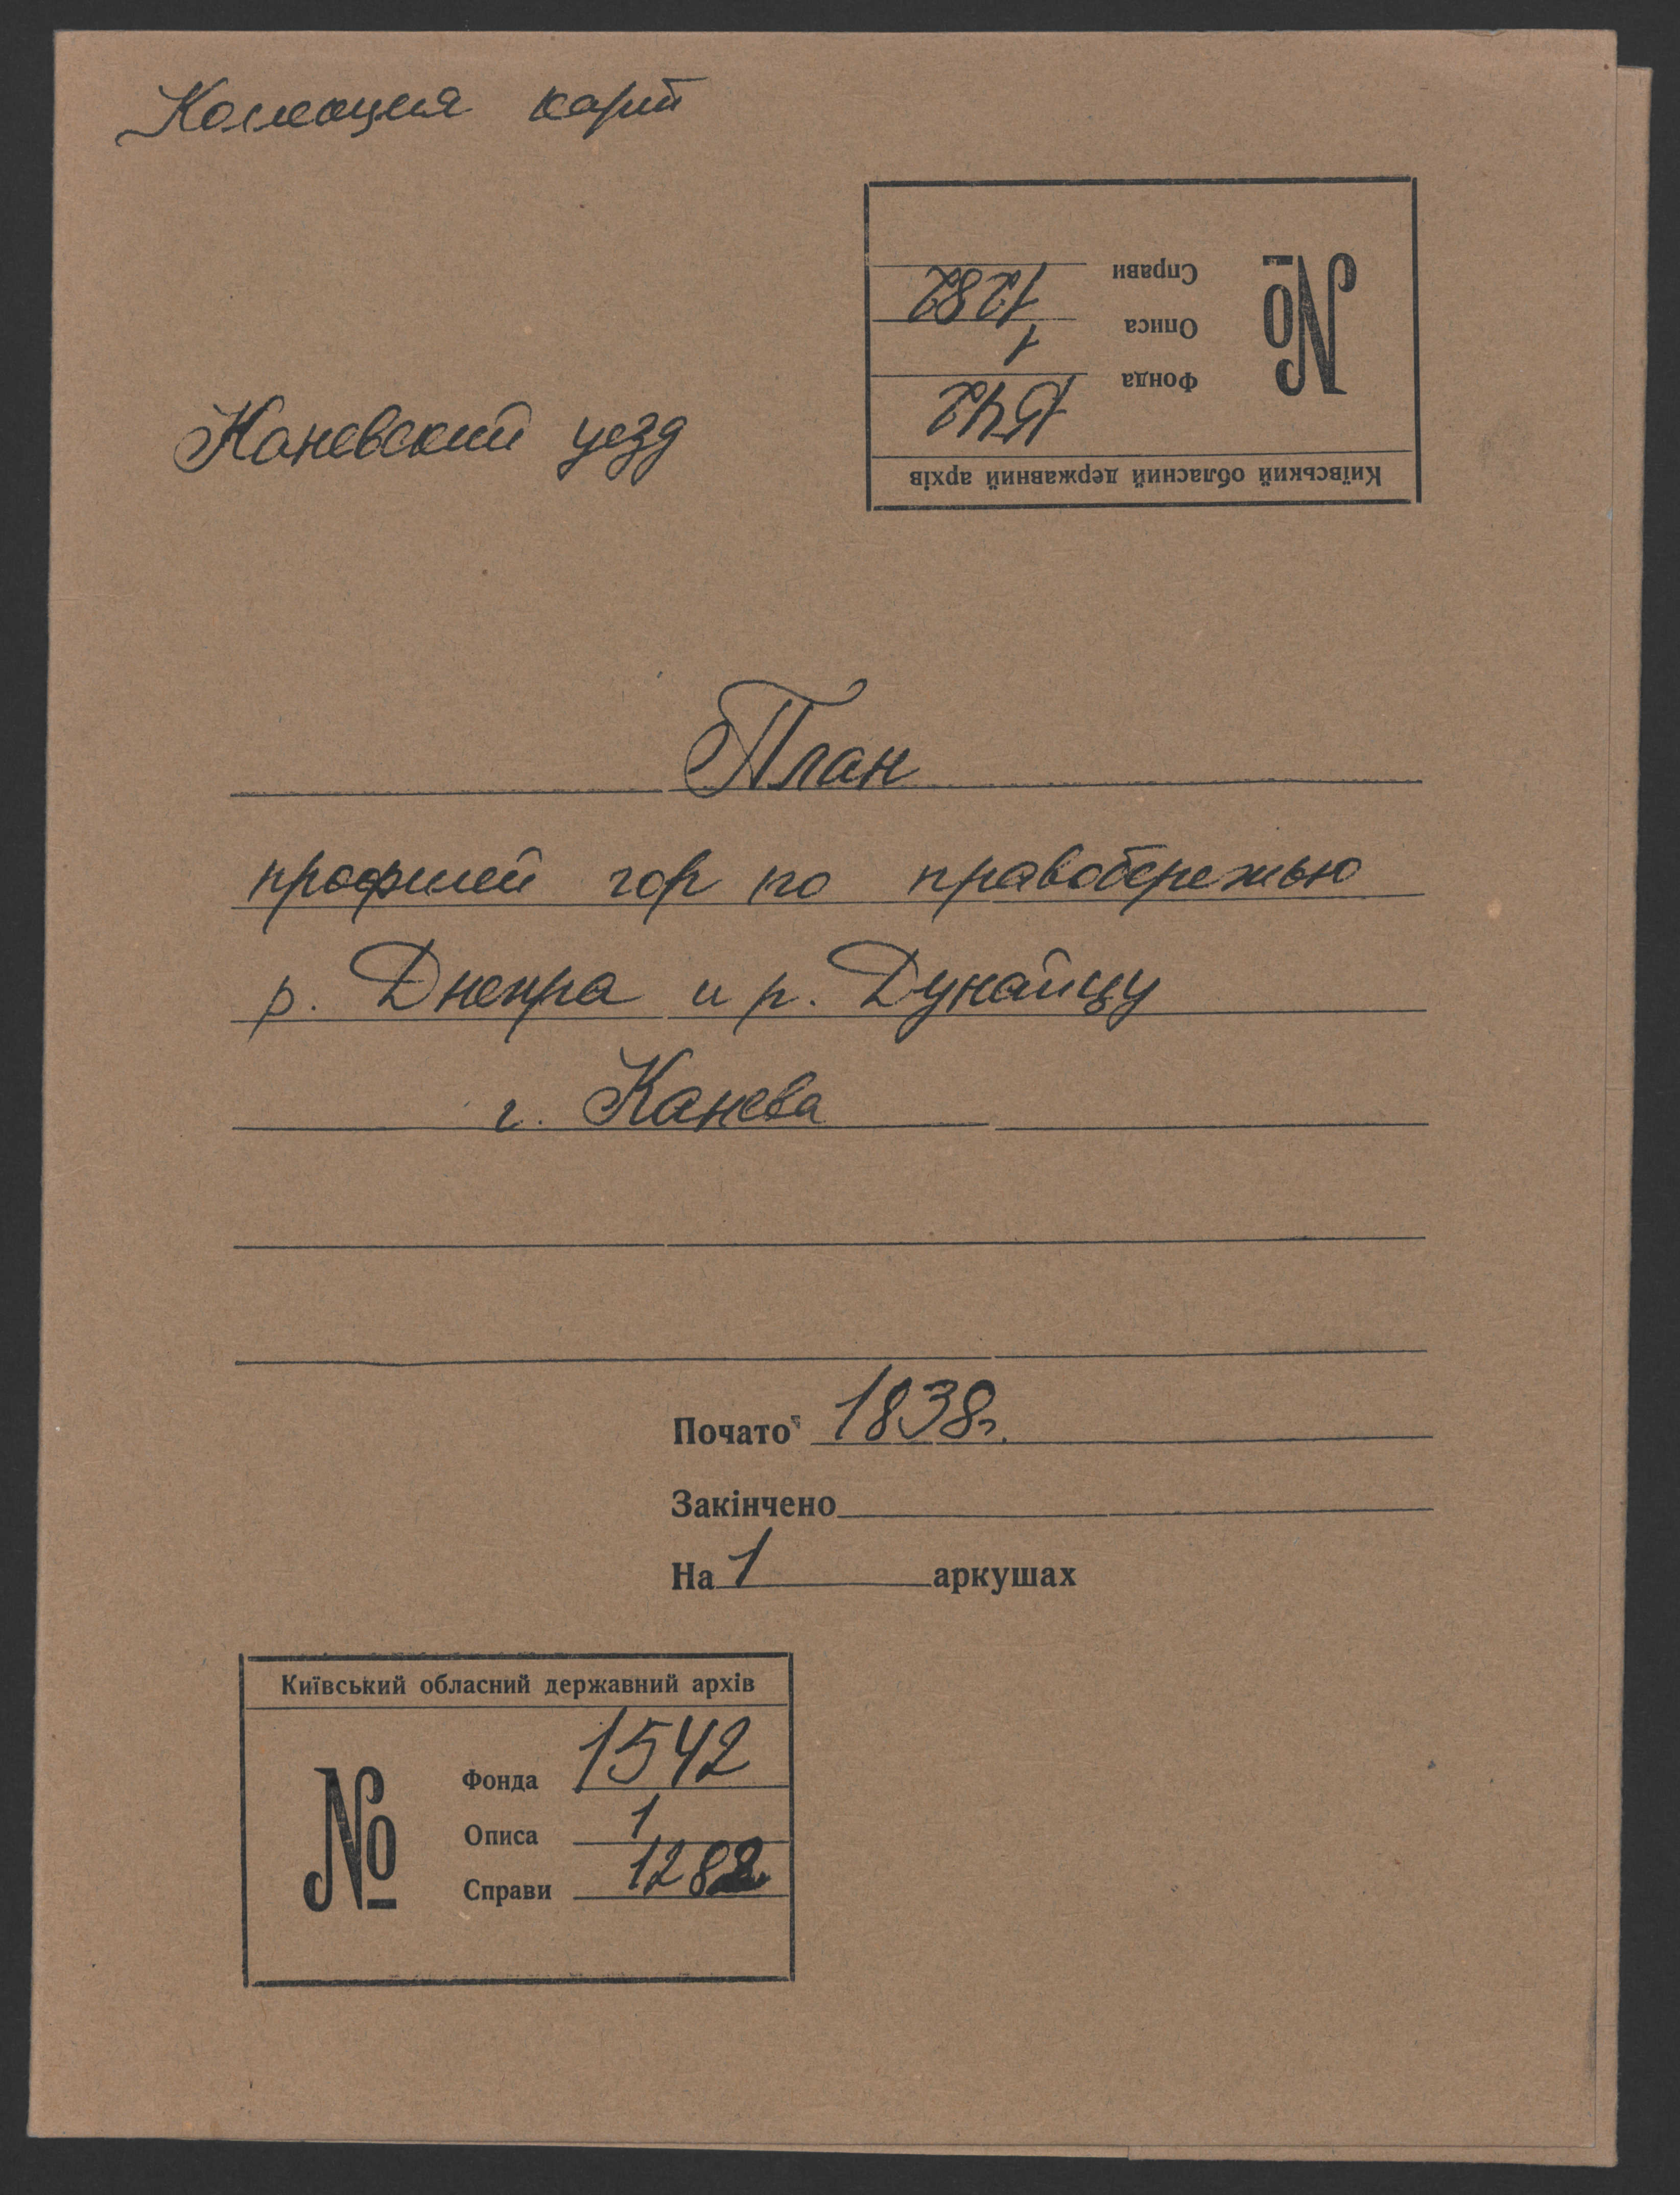 Коллекция карт
Справи 1282
Описа 1
Фонда 1542
№
Київський обласний державний архів
Каневский уезд
План
профилей гор по правобережью
р. Днепра и р. Дунайцу
г. Канева
Почато 1838г.
Закінчено
На 1 аркушах
Київський обласний державний архів
№
Фонда 1542
Описа 1
Справи 1282